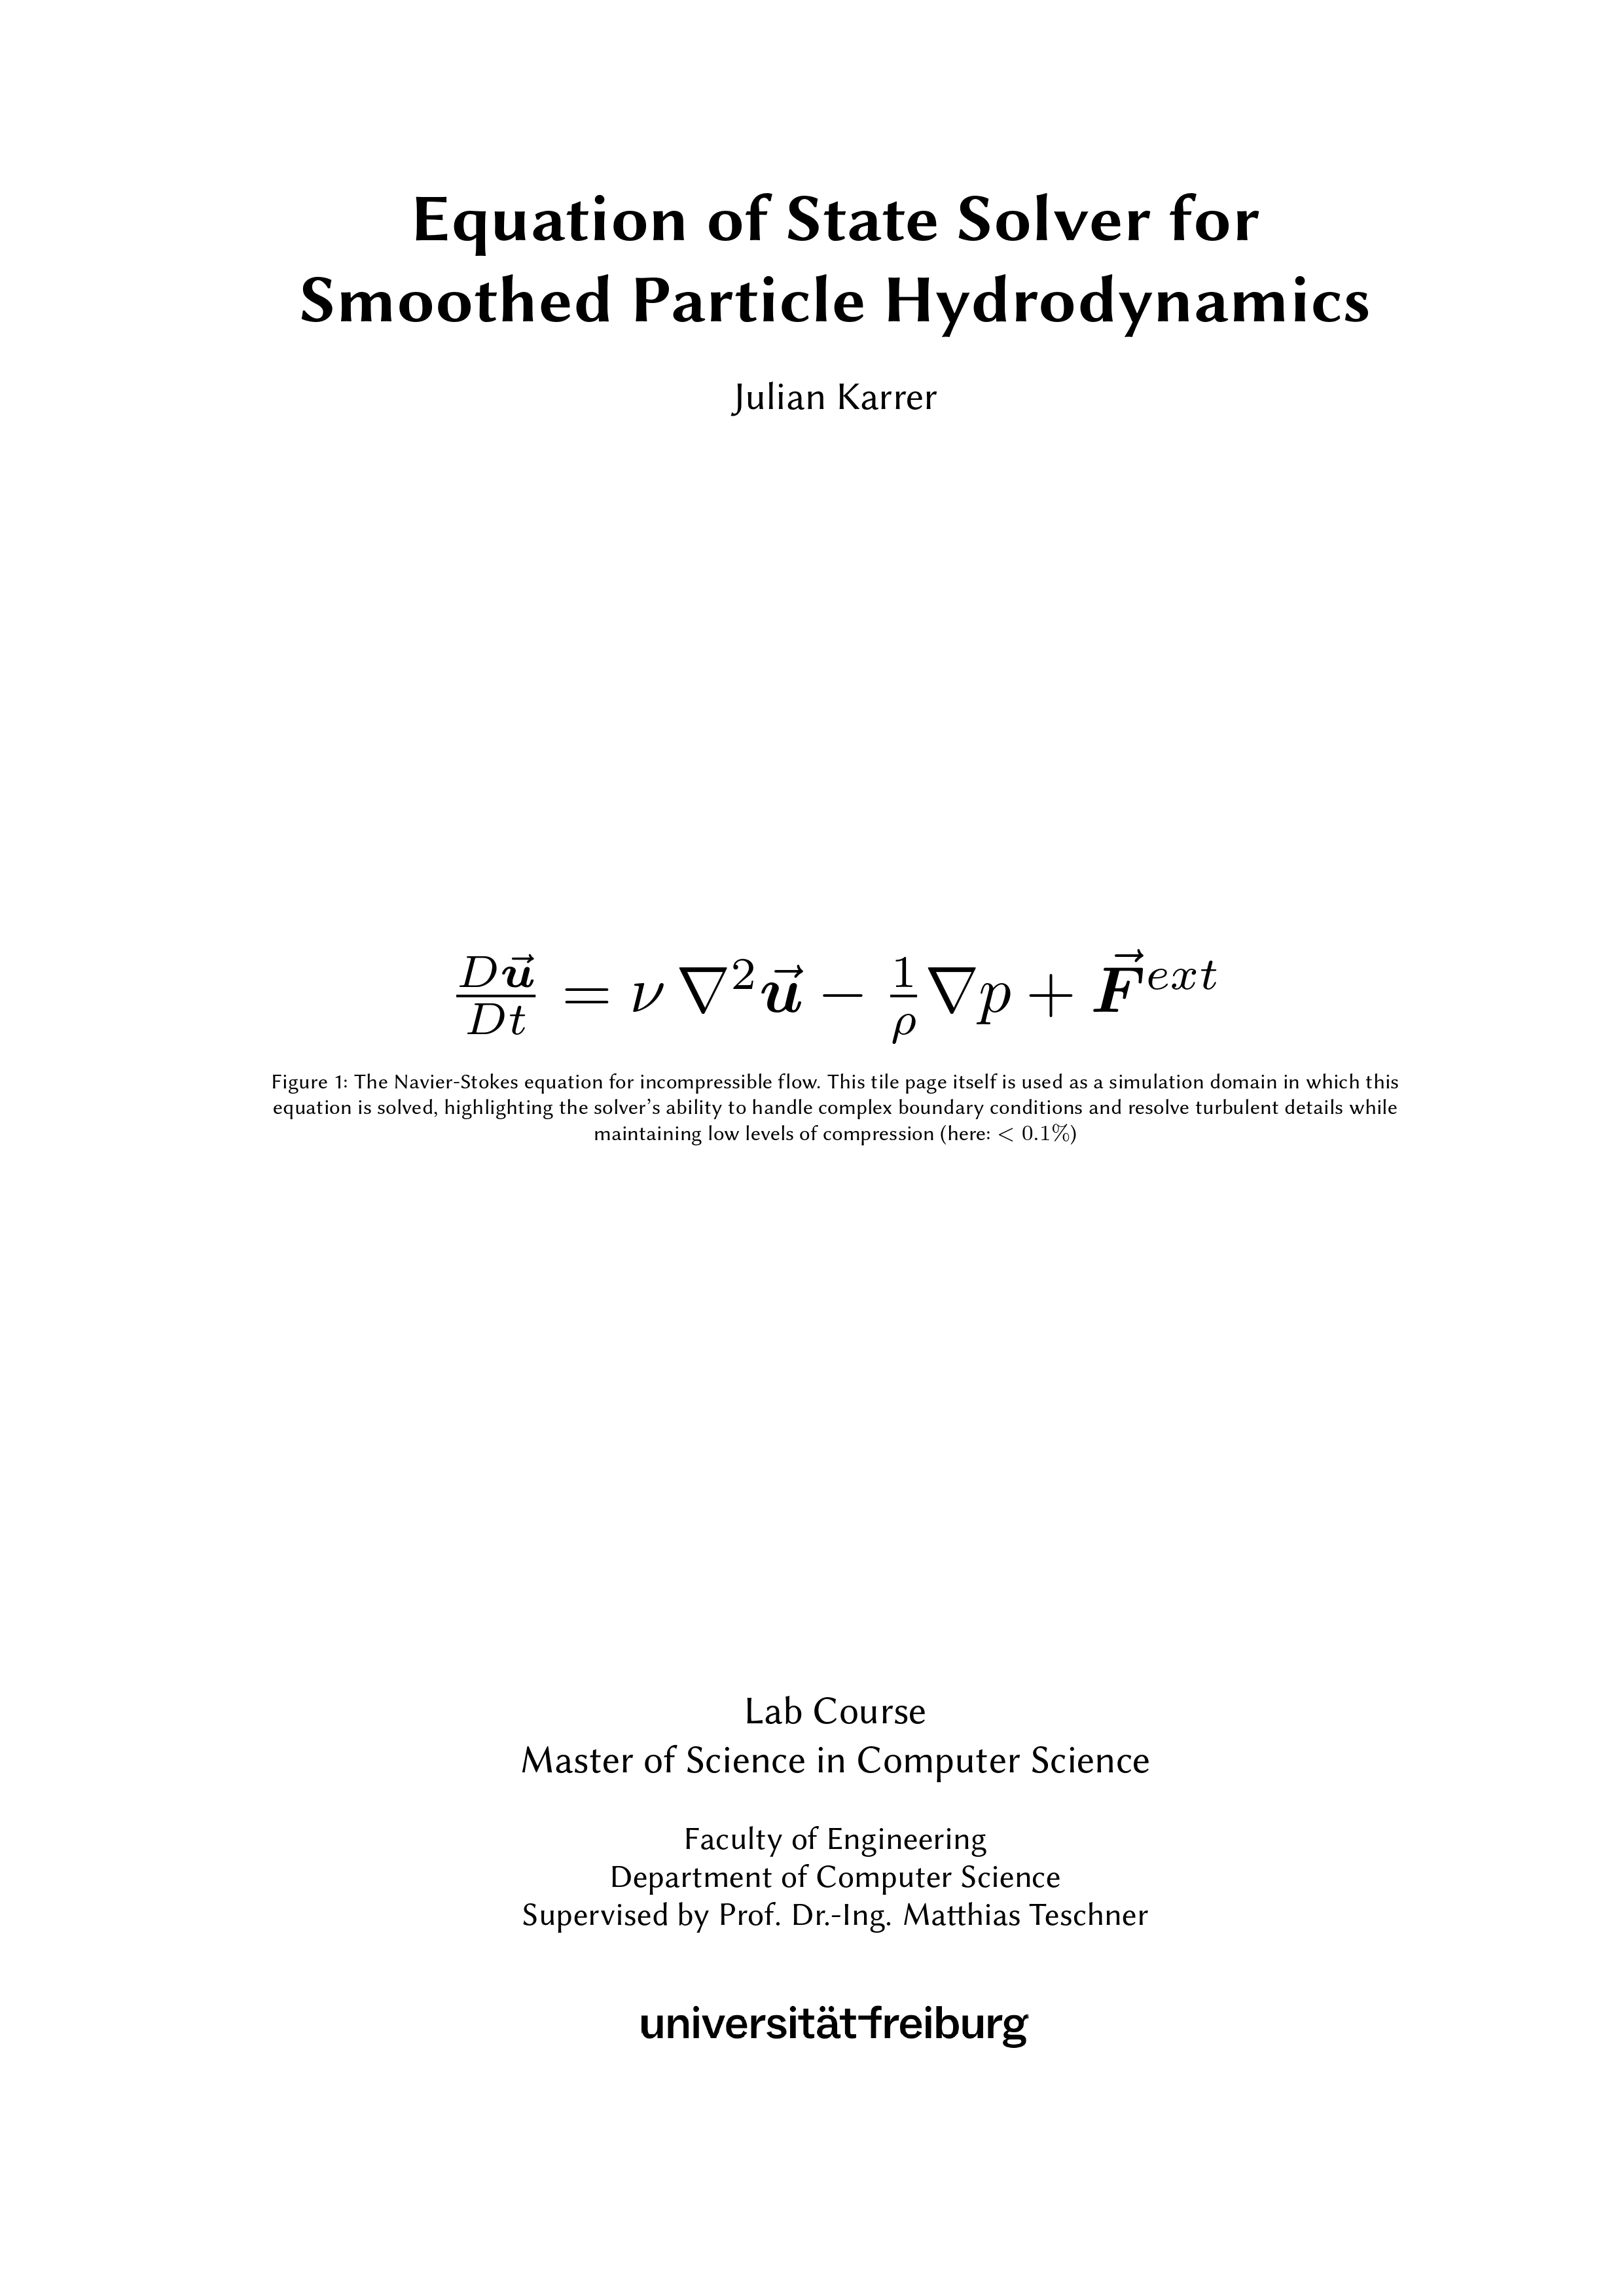 Equation of State Solver for
Smoothed Particle Hydrodynamics
Julian Karrer
$\frac{D\vec{\boldsymbol{u}}}{Dt} = \nu \, \nabla^2 \vec{\boldsymbol{u}} - \frac{1}{\rho} \nabla p + \vec{\boldsymbol{F}}^{ext}$
Figure 1: The Navier-Stokes equation for incompressible flow. This tile page itself is used as a simulation domain in which this
equation is solved, highlighting the solver's ability to handle complex boundary conditions and resolve turbulent details while
maintaining low levels of compression (here: < 0.1%)
Lab Course
Master of Science in Computer Science
Faculty of Engineering
Department of Computer Science
Supervised by Prof. Dr.-Ing. Matthias Teschner
universität freiburg